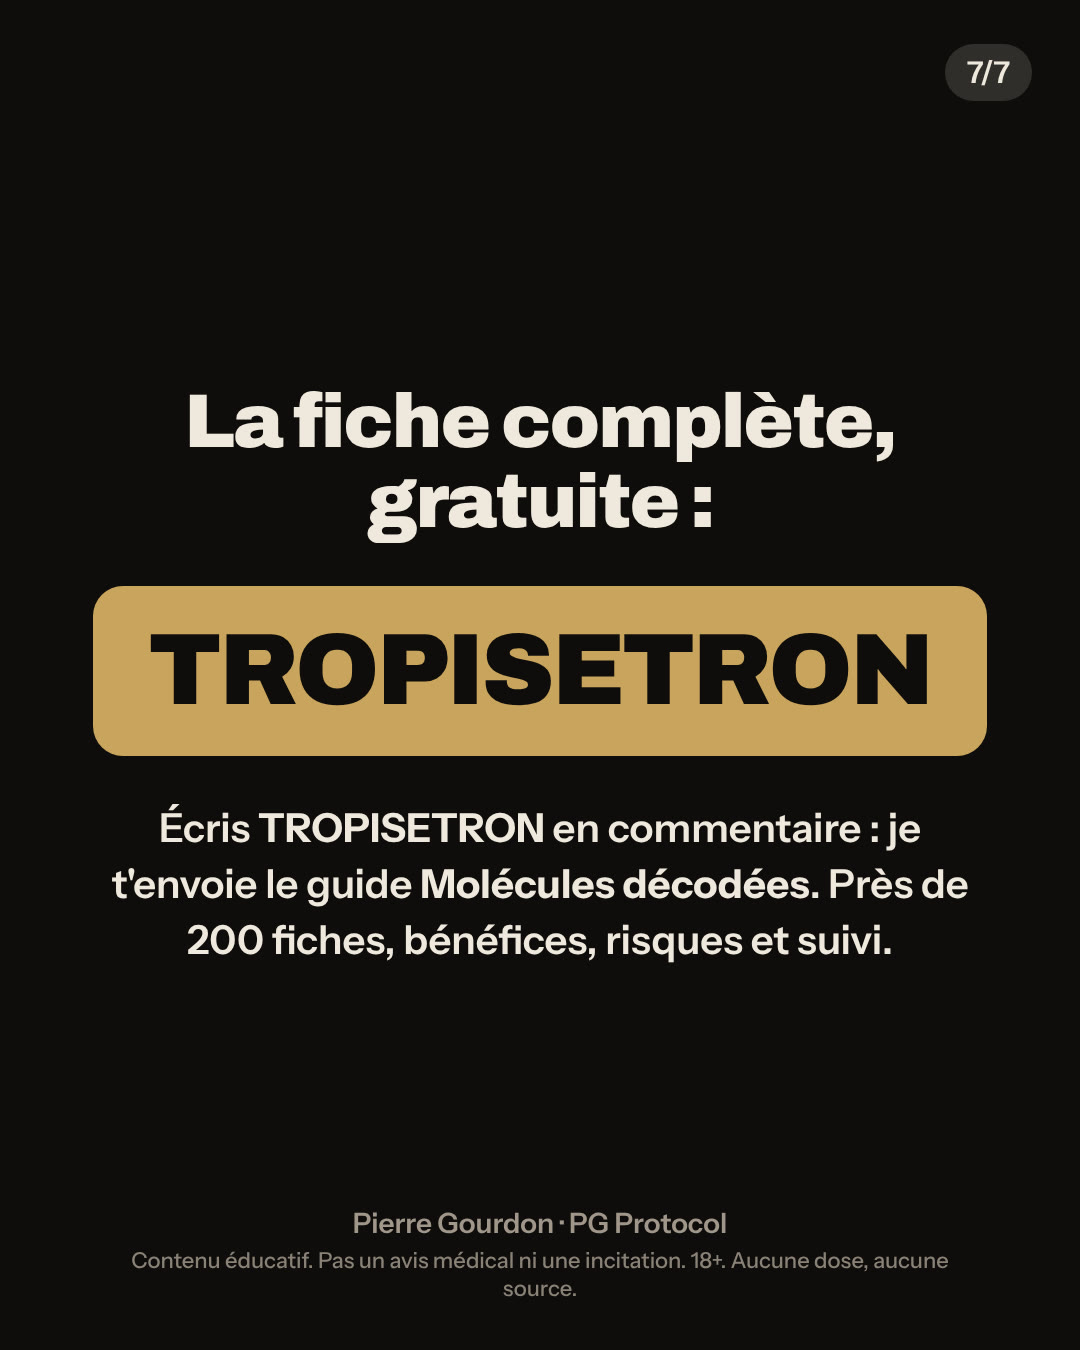 7/7
La fiche complète,
gratuite :
TROPISETRON
Écris TROPISETRON en commentaire : je
t'envoie le guide Molécules décodées. Près de
200 fiches, bénéfices, risques et suivi.
Pierre Gourdon · PG Protocol
Contenu éducatif. Pas un avis médical ni une incitation. 18+. Aucune dose, aucune
source.